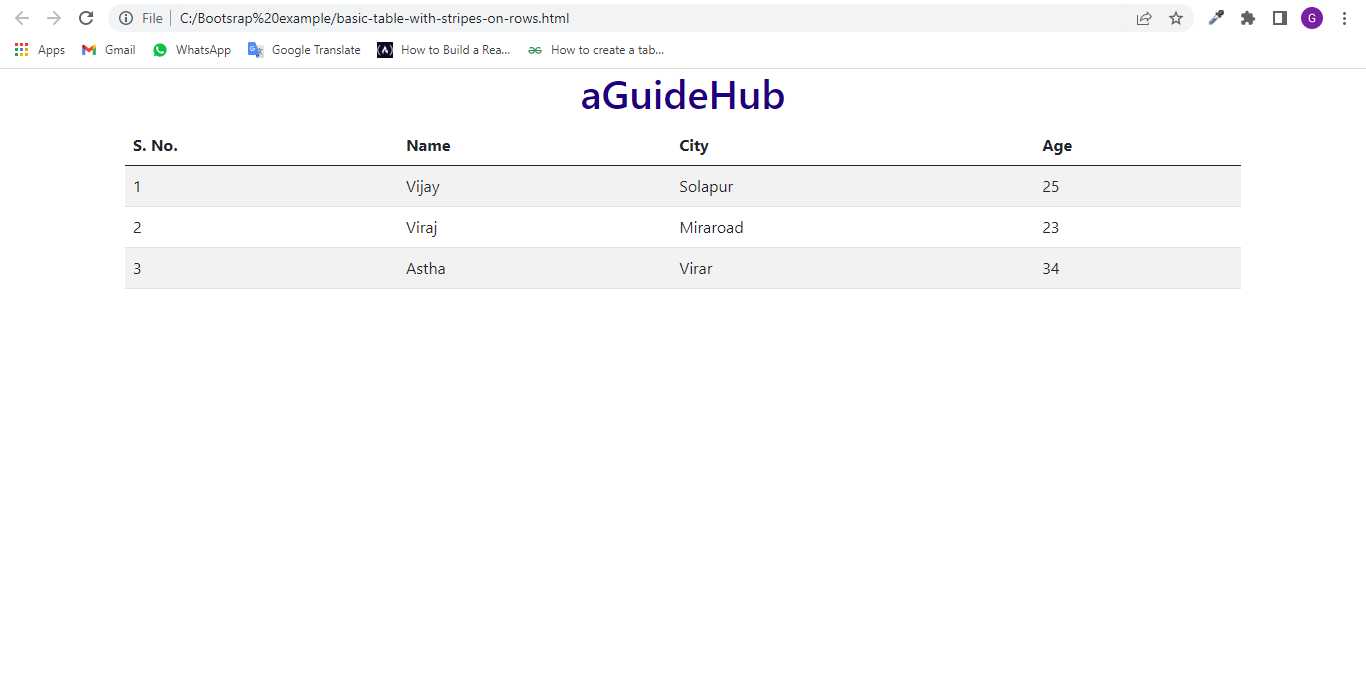 File C:/Bootsrap%20example/basic-table-with-stripes-on-rows.html G
Apps Gmail WhatsApp Google Translate How to Build a Rea... How to create a tab...
aGuideHub
S. No. Name City Age
1 Vijay Solapur 25
2 Viraj Miraroad 23
3 Astha Virar 34